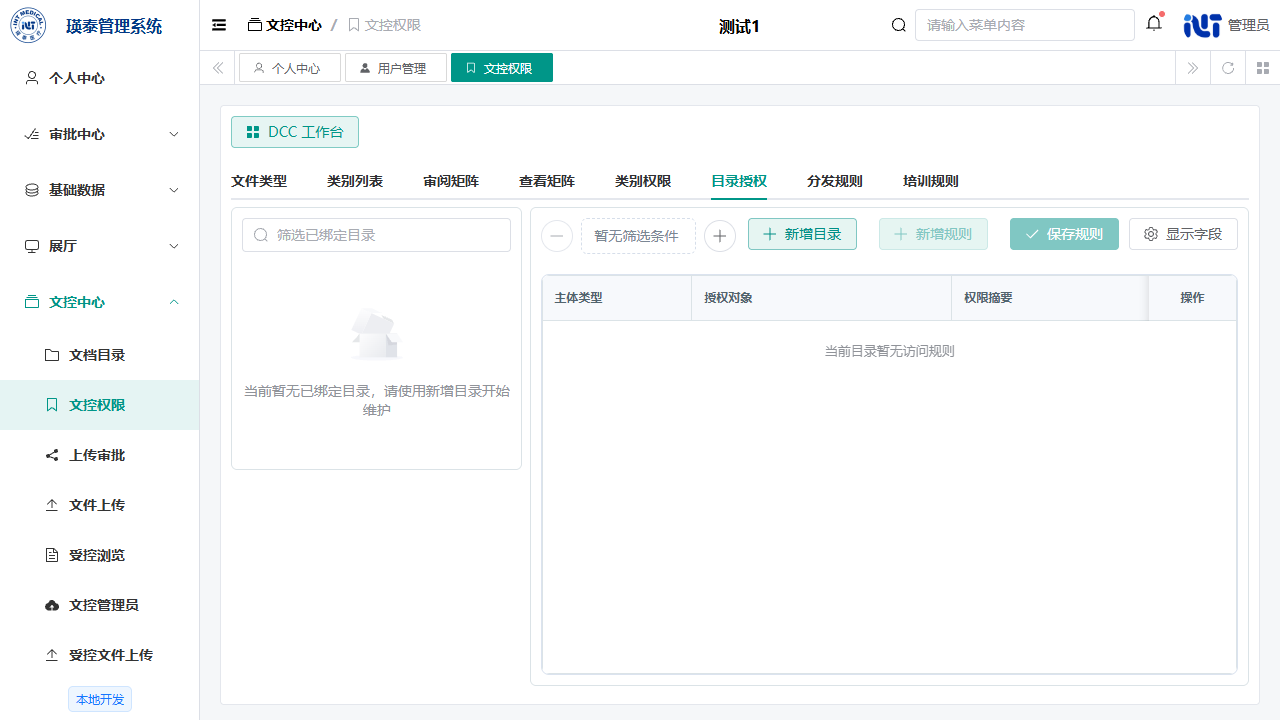 瑛泰管理系统
文控中心 / 文控权限
测试1
请输入菜单内容
管理员
个人中心
用户管理
文控权限
个人中心
审批中心
基础数据
展厅
文控中心
文档目录
文控权限
上传审批
文件上传
受控浏览
文控管理员
受控文件上传
本地开发
DCC 工作台
文件类型
类别列表
审阅矩阵
查看矩阵
类别权限
目录授权
分发规则
培训规则
筛选已绑定目录
当前暂无已绑定目录，请使用新增目录开始
维护
暂无筛选条件
新增目录
新增规则
保存规则
显示字段
主体类型
授权对象
权限摘要
操作
当前目录暂无访问规则